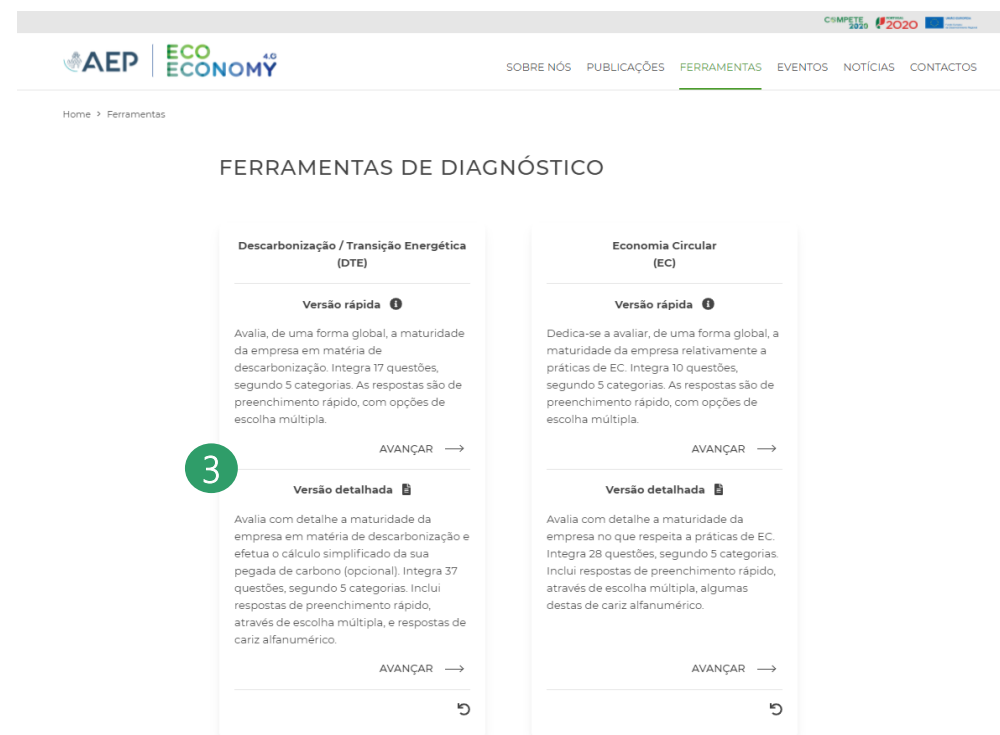 COMPETE
2020
2020
AEP
ECO
ECONOMY
4.0
SOBRE NÓS PUBLICAÇÕES FERRAMENTAS EVENTOS NOTÍCIAS CONTACTOS
Home > Ferramentas
FERRAMENTAS DE DIAGNÓSTICO
Descarbonização / Transição Energética
(DTE)
Versão rápida
Avalia, de uma forma global, a maturidade
da empresa em matéria de
descarbonização. Integra 17 questões,
segundo 5 categorias. As respostas são de
preenchimento rápido, com opções de
escolha múltipla.
AVANÇAR
3
Versão detalhada
Avalia com detalhe a maturidade da
empresa em matéria de descarbonização e
efetua o cálculo simplificado da sua
pegada de carbono (opcional). Integra 37
questões, segundo 5 categorias. Inclui
respostas de preenchimento rápido,
através de escolha múltipla, e respostas de
cariz alfanumérico.
AVANÇAR
Economia Circular
(EC)
Versão rápida
Dedica-se a avaliar, de uma forma global, a
maturidade da empresa relativamente a
práticas de EC. Integra 10 questões,
segundo 5 categorias. As respostas são de
preenchimento rápido, com opções de
escolha múltipla.
AVANÇAR
Versão detalhada
Avalia com detalhe a maturidade da
empresa no que respeita a práticas de EC.
Integra 28 questões, segundo 5 categorias.
Inclui respostas de preenchimento rápido,
através de escolha múltipla, algumas
destas de cariz alfanumérico.
AVANÇAR